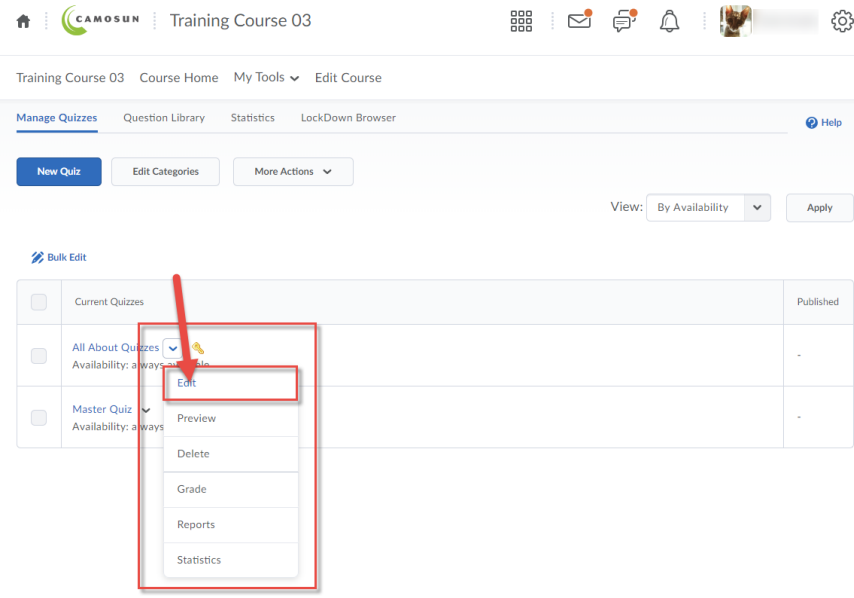 CAMOSUN
Training Course 03
Training Course 03 Course Home My Tools Edit Course
Manage Quizzes Question Library Statistics LockDown Browser
Help
New Quiz Edit Categories More Actions
View: By Availability Apply
Bulk Edit
Current Quizzes Published
All About Quizzes
Availability: always available -
Edit
Master Quiz
Preview
Availability: always -
Delete
Grade
Reports
Statistics